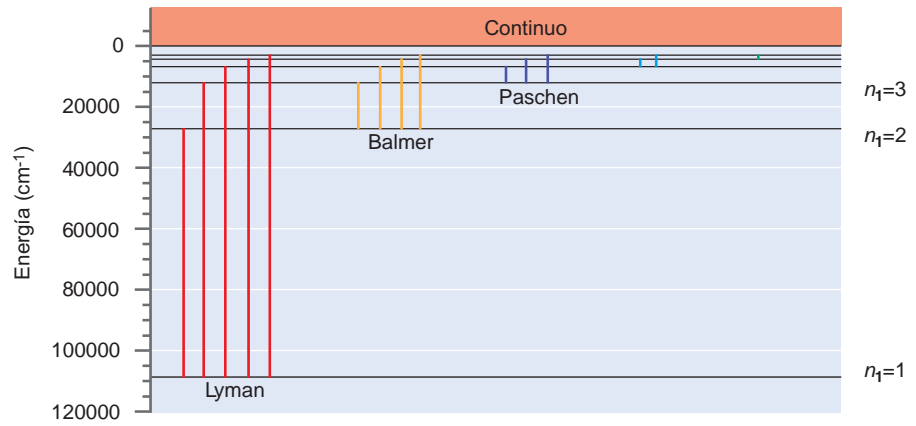 Continuo
Energía (cm-1)
0
20000
40000
60000
80000
100000
120000
Lyman
Balmer
Paschen
n1=3
n1=2
n1=1